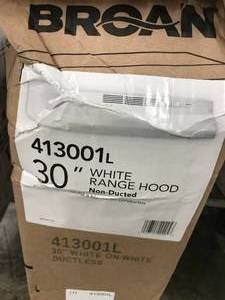 BROAN
413001L
30" WHITE
RANGE HOOD
Non-Ducted
413001L
30" WHITE ON-WHITE
DUCTLESS